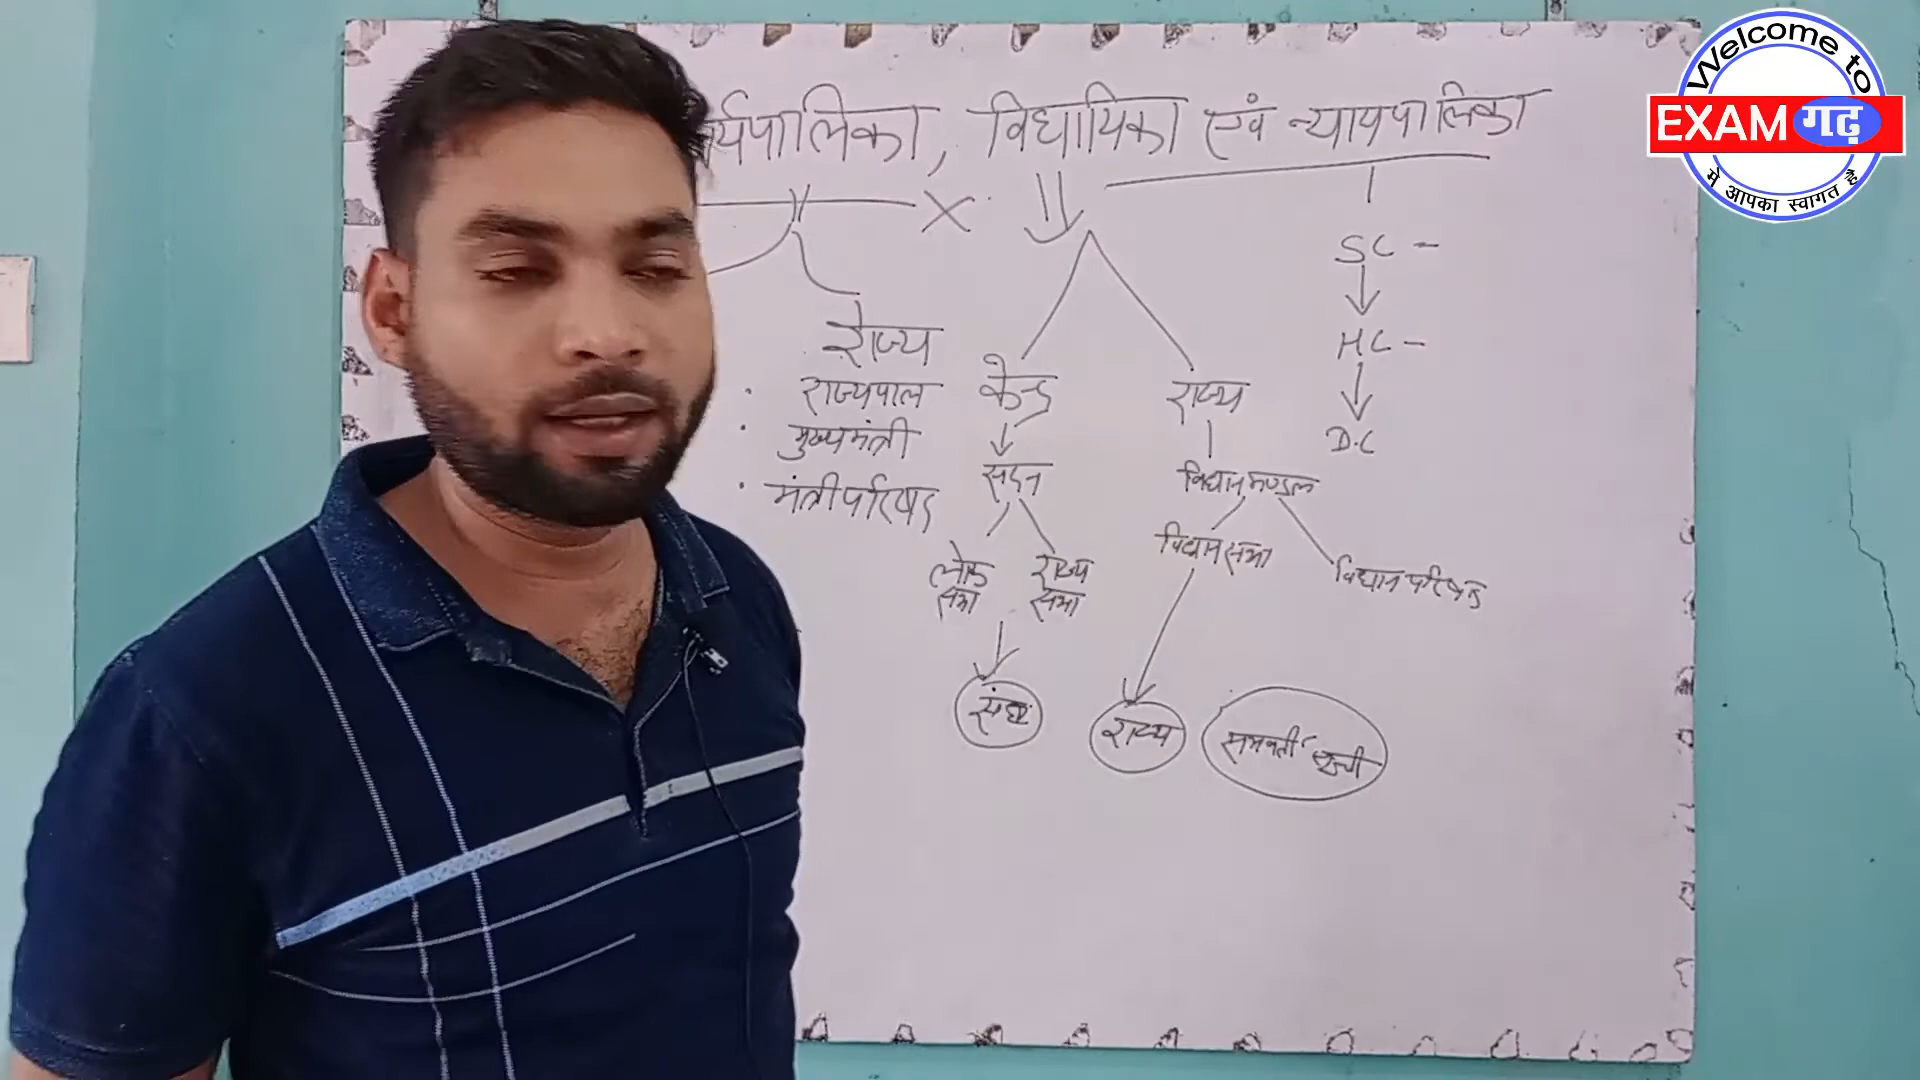 र्यपालिका, विधायिका एवं न्यायपालिका
राज्य
राज्यपाल
मुख्यमंत्री
मंत्रीपरिषद
केन्द्र
सदन
लोक
सभा
राज्य
सभा
संघ
राज्य
विधानमण्डल
विधानसभा
विधानपरिषद
राज्य
समवर्ती सूची
SC -
HC -
D.C
Welcome to
EXAM गढ़
में आपका स्वागत है